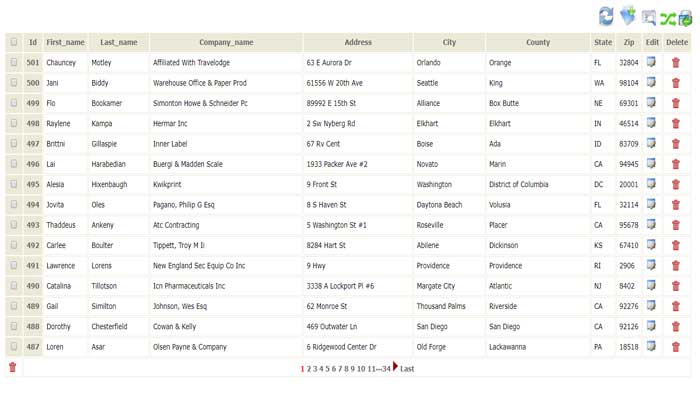 Id First_name Last_name Company_name Address City County State Zip Edit Delete
501 Chauncey Motley Affiliated With Travelodge 63 E Aurora Dr Orlando Orange FL 32804
500 Jani Biddy Warehouse Office & Paper Prod 61556 W 20th Ave Seattle King WA 98104
499 Flo Bookamer Simonton Howe & Schneider Pc 89992 E 15th St Alliance Box Butte NE 69301
498 Raylene Kampa Hermar Inc 2 Sw Nyberg Rd Elkhart Elkhart IN 46514
497 Brittni Gillaspie Inner Label 67 Rv Cent Boise Ada ID 83709
496 Lai Harabedian Buergi & Madden Scale 1933 Packer Ave #2 Novato Marin CA 94945
495 Alesia Hixenbaugh Kwikprint 9 Front St Washington District of Columbia DC 20001
494 Jovita Oles Pagano, Philip G Esq 8 S Haven St Daytona Beach Volusia FL 32114
493 Thaddeus Ankeny Atc Contracting 5 Washington St #1 Roseville Placer CA 95678
492 Carlee Boulter Tippett, Troy M Ii 8284 Hart St Abilene Dickinson KS 67410
491 Lawrence Lorens New England Sec Equip Co Inc 9 Hwy Providence Providence RI 2906
490 Catalina Tillotson Icn Pharmaceuticals Inc 3338 A Lockport Pl #6 Margate City Atlantic NJ 8402
489 Gail Similton Johnson, Wes Esq 62 Monroe St Thousand Palms Riverside CA 92276
488 Dorothy Chesterfield Cowan & Kelly 469 Outwater Ln San Diego San Diego CA 92126
487 Loren Asar Olsen Payne & Company 6 Ridgewood Center Dr Old Forge Lackawanna PA 18518
1 2 3 4 5 6 7 8 9 10 11...34 Last